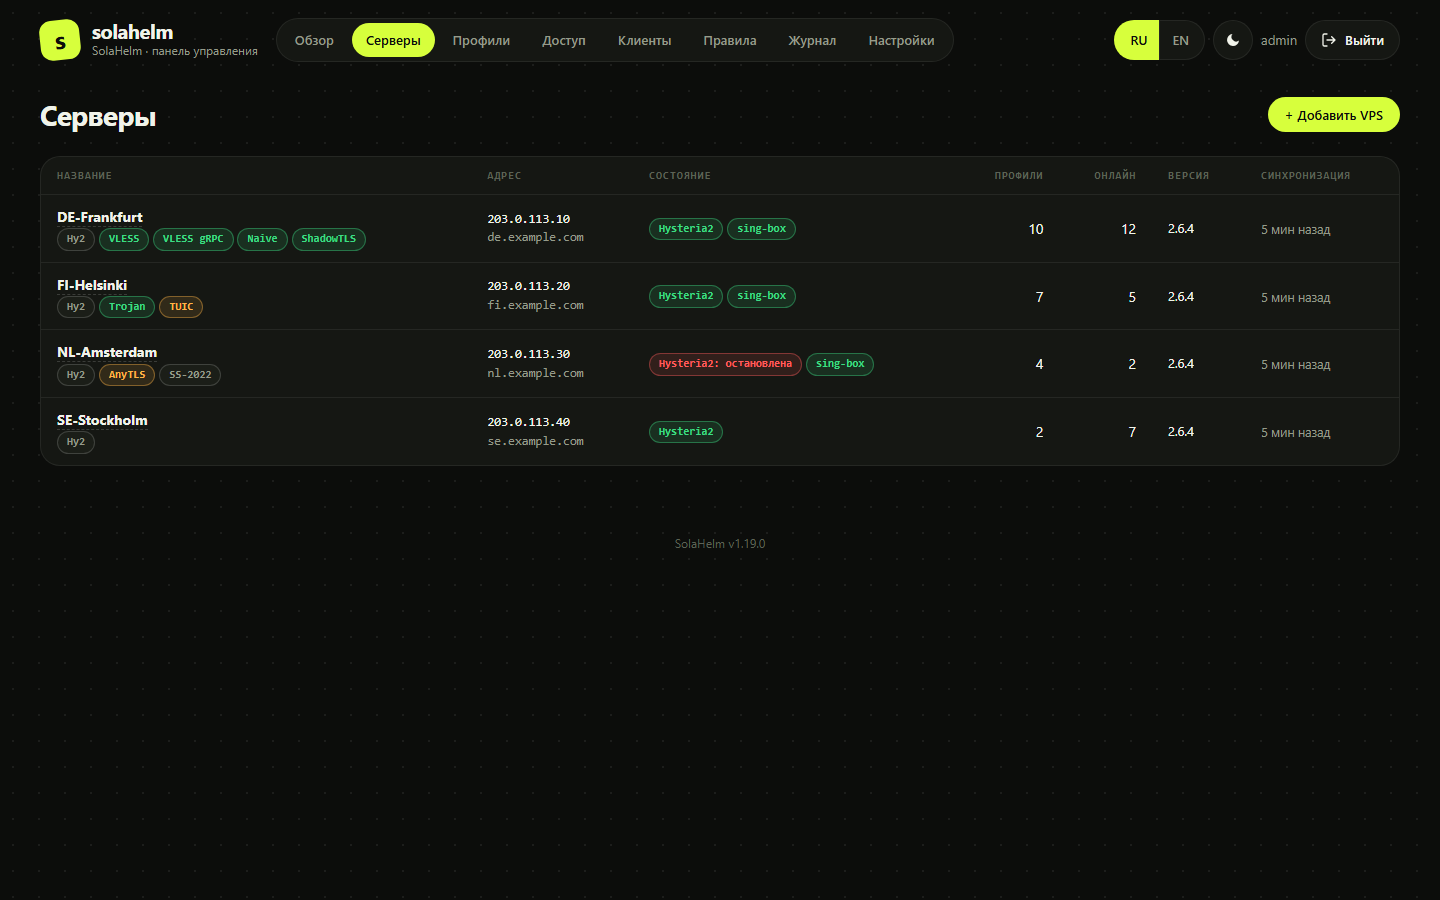 s
solahelm
SolaHelm · панель управления
Обзор Серверы Профили Доступ Клиенты Правила Журнал Настройки
RU EN admin Выйти
Серверы
+ Добавить VPS
НАЗВАНИЕ АДРЕС СОСТОЯНИЕ ПРОФИЛИ ОНЛАЙН ВЕРСИЯ СИНХРОНИЗАЦИЯ
DE-Frankfurt
Hy2 VLESS VLESS gRPC Naive ShadowTLS
203.0.113.10
de.example.com
Hysteria2 sing-box
10 12 2.6.4 5 мин назад
FI-Helsinki
Hy2 Trojan TUIC
203.0.113.20
fi.example.com
Hysteria2 sing-box
7 5 2.6.4 5 мин назад
NL-Amsterdam
Hy2 AnyTLS SS-2022
203.0.113.30
nl.example.com
Hysteria2: остановлена sing-box
4 2 2.6.4 5 мин назад
SE-Stockholm
Hy2
203.0.113.40
se.example.com
Hysteria2
2 7 2.6.4 5 мин назад
SolaHelm v1.19.0